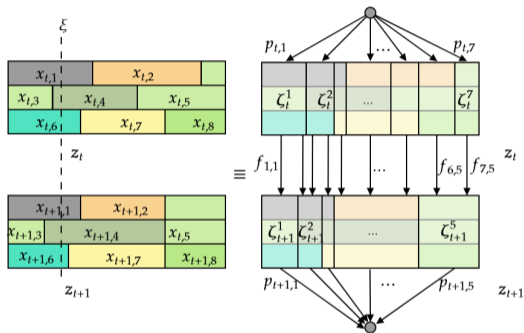 ξ
x_{t,1} x_{t,2}
x_{t,3} x_{t,4} x_{t,5}
x_{t,6} x_{t,7} x_{t,8}
z_t
x_{t+1,1} x_{t+1,2}
x_{t+1,3} x_{t+1,4} x_{t,5}
x_{t+1,6} x_{t+1,7} x_{t+1,8}
z_{t+1}
≡
p_{t,1} ... p_{t,7}
ζ_t^1 ζ_t^2 ... ζ_t^7
z_t
f_{1,1} ... f_{6,5} f_{7,5}
ζ_{t+1}^1 ζ_{t+1}^2 ... ζ_{t+1}^5
p_{t+1,1} ... p_{t+1,5}
z_{t+1}